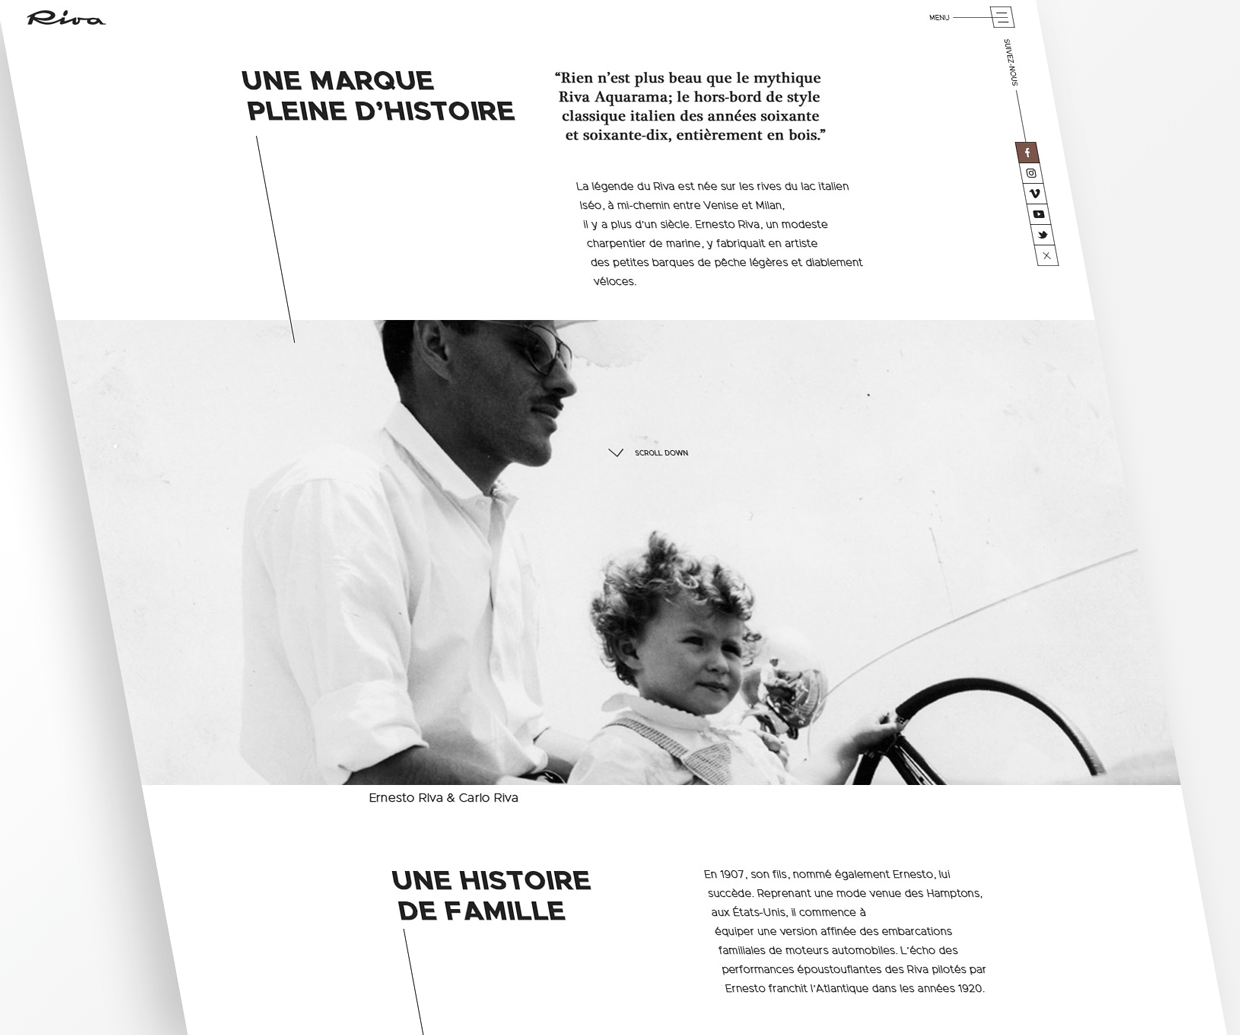 Riva
MENU
SUIVEZ-NOUS
UNE MARQUE
PLEINE D’HISTOIRE
“Rien n’est plus beau que le mythique
Riva Aquarama; le hors-bord de style
classique italien des années soixante
et soixante-dix, entièrement en bois.”
La légende du Riva est née sur les rives du lac italien
Iséo, à mi-chemin entre Venise et Milan,
il y a plus d’un siècle. Ernesto Riva, un modeste
charpentier de marine, y fabriquait en artiste
des petites barques de pêche légères et diablement
véloces.
SCROLL DOWN
Ernesto Riva & Carlo Riva
UNE HISTOIRE
DE FAMILLE
En 1907, son fils, nommé également Ernesto, lui
succède. Reprenant une mode venue des Hamptons,
aux États-Unis, il commence à
équiper une version affinée des embarcations
familiales de moteurs automobiles. L’écho des
performances époustouflantes des Riva pilotés par
Ernesto franchit l’Atlantique dans les années 1920.